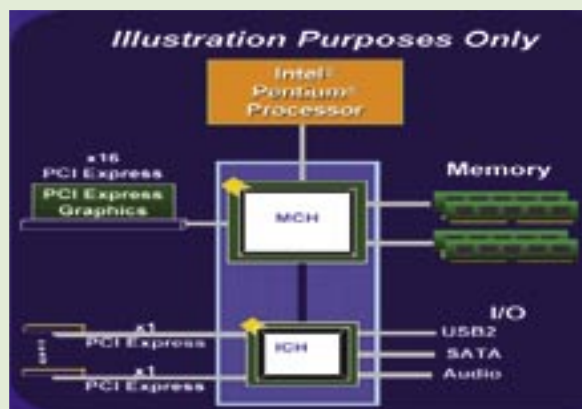 Illustration Purposes Only
Intel®
Pentium®
Processor
x16
PCI Express
PCI Express
Graphics
MCH
Memory
I/O
x1
PCI Express
ICH
USB2
SATA
Audio
x1
PCI Express